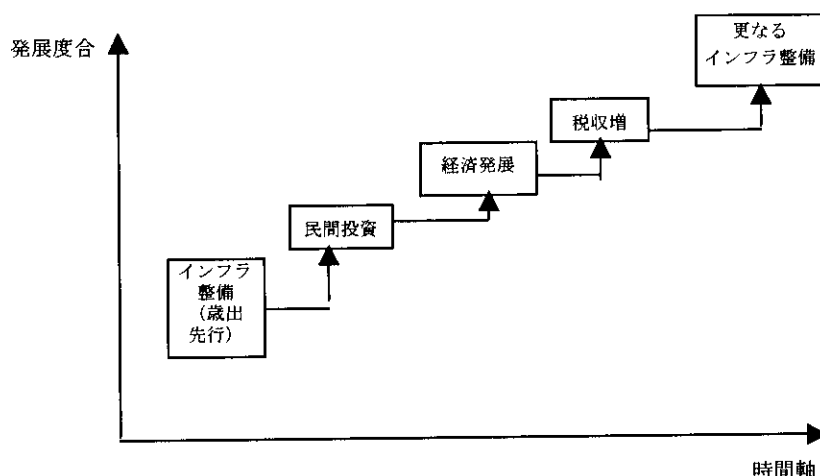 発展度合
更なる
インフラ整備
税収増
経済発展
民間投資
インフラ
整備
(歳出
先行)
時間軸